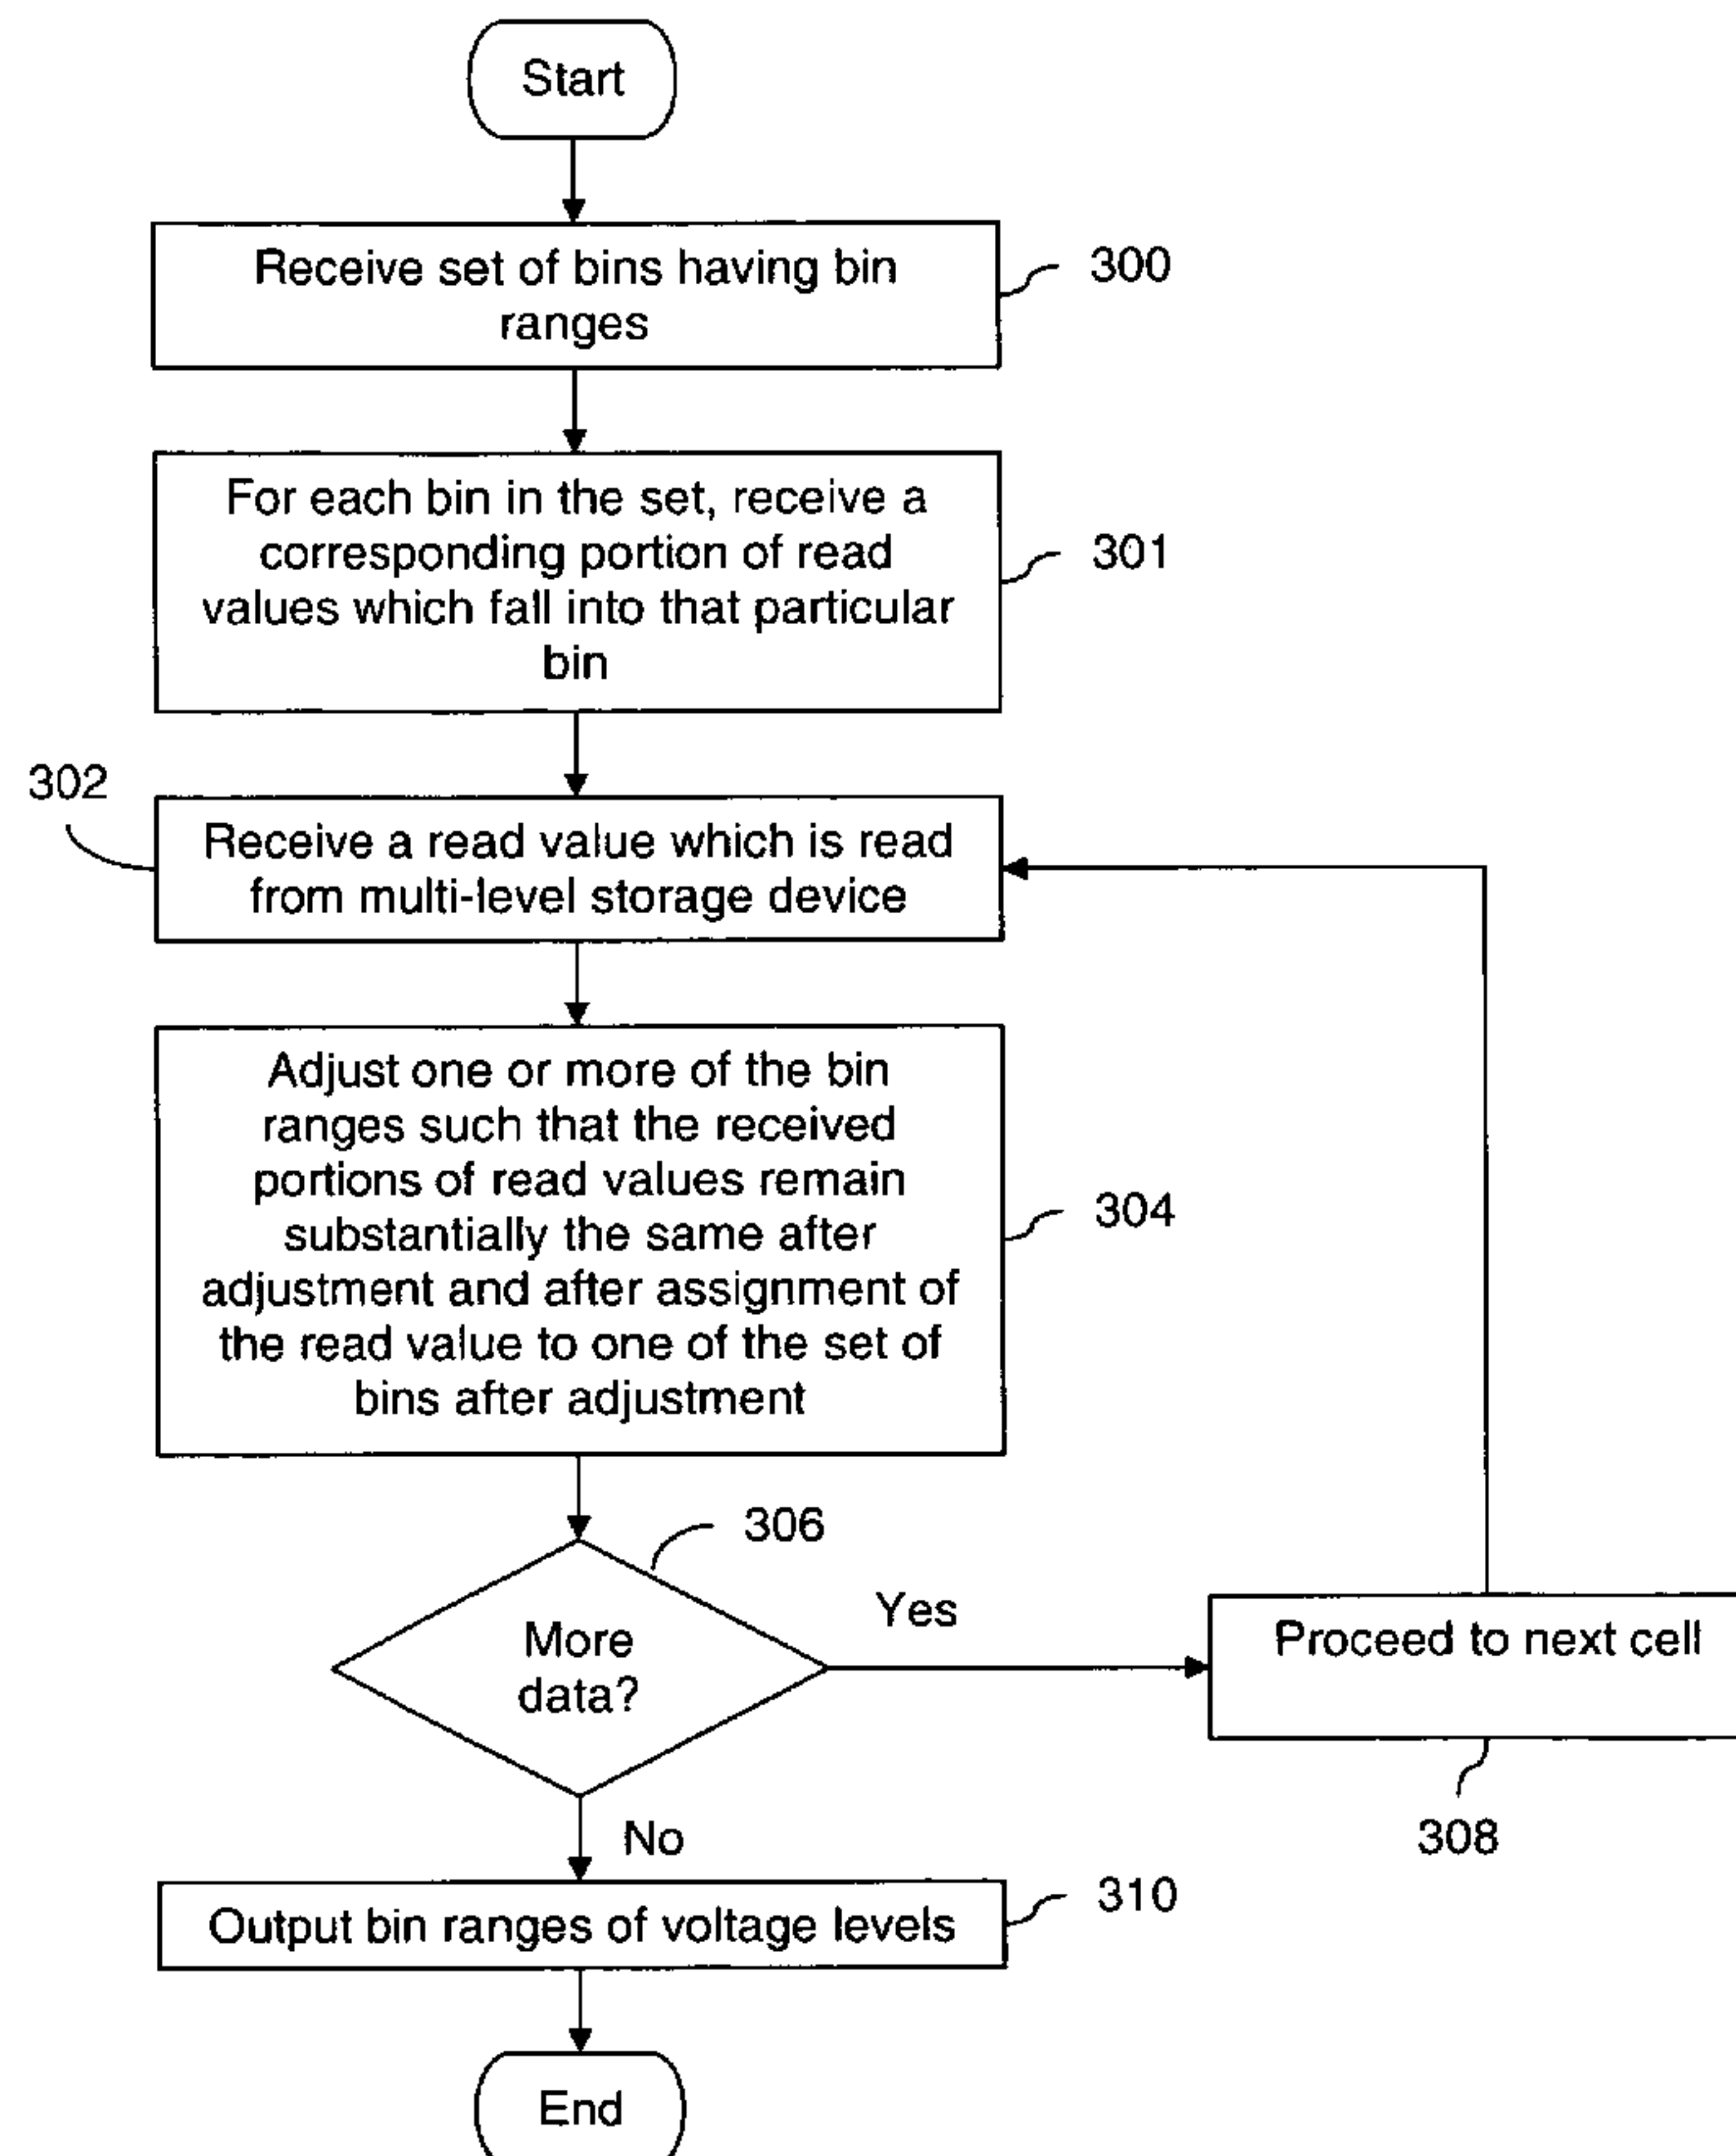 Start
Receive set of bins having bin
ranges
300
For each bin in the set, receive a
corresponding portion of read
values which fall into that particular
bin
301
302
Receive a read value which is read
from multi-level storage device
Adjust one or more of the bin
ranges such that the received
portions of read values remain
substantially the same after
adjustment and after assignment of
the read value to one of the set of
bins after adjustment
304
306
More
data?
Yes
Proceed to next cell
308
No
Output bin ranges of voltage levels
310
End